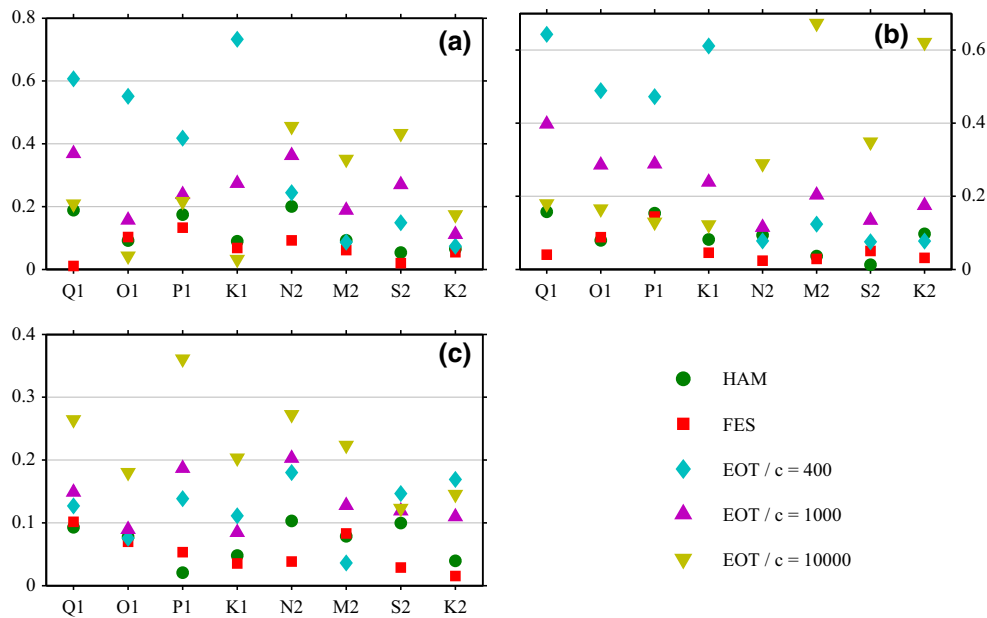 0.8
0.6
0.4
0.2
0
(a)
Q1 O1 P1 K1 N2 M2 S2 K2
0.6
0.4
0.2
0
(b)
Q1 O1 P1 K1 N2 M2 S2 K2
0.4
0.3
0.2
0.1
0
(c)
Q1 O1 P1 K1 N2 M2 S2 K2
HAM
FES
EOT / c = 400
EOT / c = 1000
EOT / c = 10000